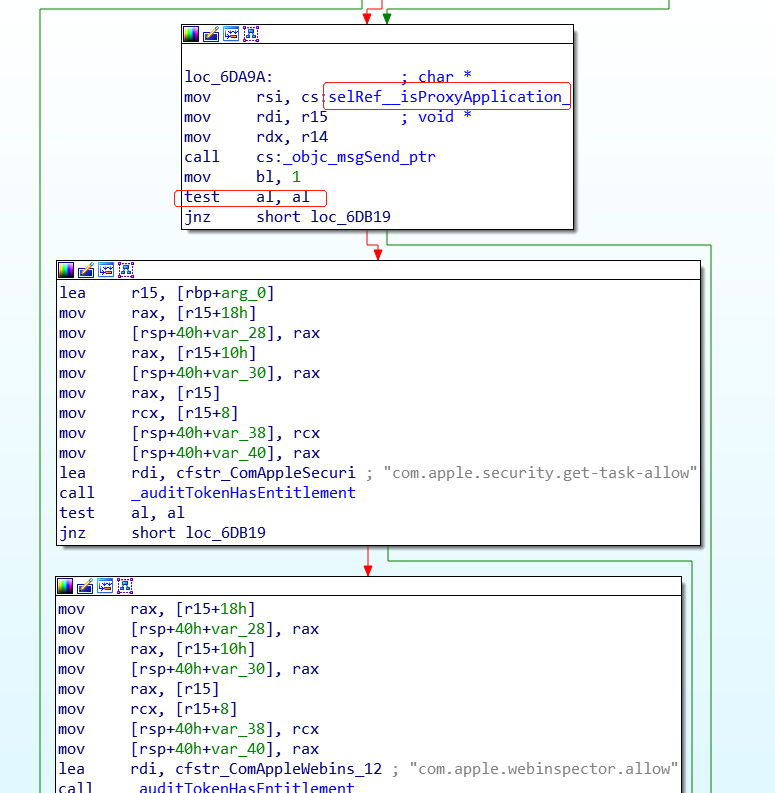 loc_6DA9A: ; char *
mov rsi, cs:selRef__isProxyApplication_
mov rdi, r15 ; void *
mov rdx, r14
call cs:_objc_msgSend_ptr
mov bl, 1
test al, al
jnz short loc_6DB19
lea r15, [rbp+arg_0]
mov rax, [r15+18h]
mov [rsp+40h+var_28], rax
mov rax, [r15+10h]
mov [rsp+40h+var_30], rax
mov rax, [r15]
mov rcx, [r15+8]
mov [rsp+40h+var_38], rcx
mov [rsp+40h+var_40], rax
lea rdi, cfstr_ComAppleSecuri ; "com.apple.security.get-task-allow"
call _auditTokenHasEntitlement
test al, al
jnz short loc_6DB19
mov rax, [r15+18h]
mov [rsp+40h+var_28], rax
mov rax, [r15+10h]
mov [rsp+40h+var_30], rax
mov rax, [r15]
mov rcx, [r15+8]
mov [rsp+40h+var_38], rcx
mov [rsp+40h+var_40], rax
lea rdi, cfstr_ComAppleWebins_12 ; "com.apple.webinspector.allow"
call _auditTokenHasEntitlement